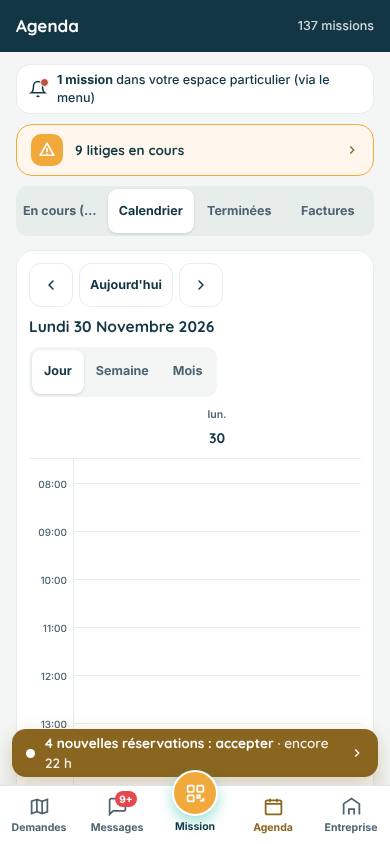 Agenda
137 missions
1 mission dans votre espace particulier (via le
menu)
9 litiges en cours
En cours (...
Calendrier
Terminées
Factures
Aujourd'hui
Lundi 30 Novembre 2026
Jour
Semaine
Mois
lun.
30
08:00
09:00
10:00
11:00
12:00
13:00
4 nouvelles réservations : accepter · encore
22 h
9+
Demandes
Messages
Mission
Agenda
Entreprise